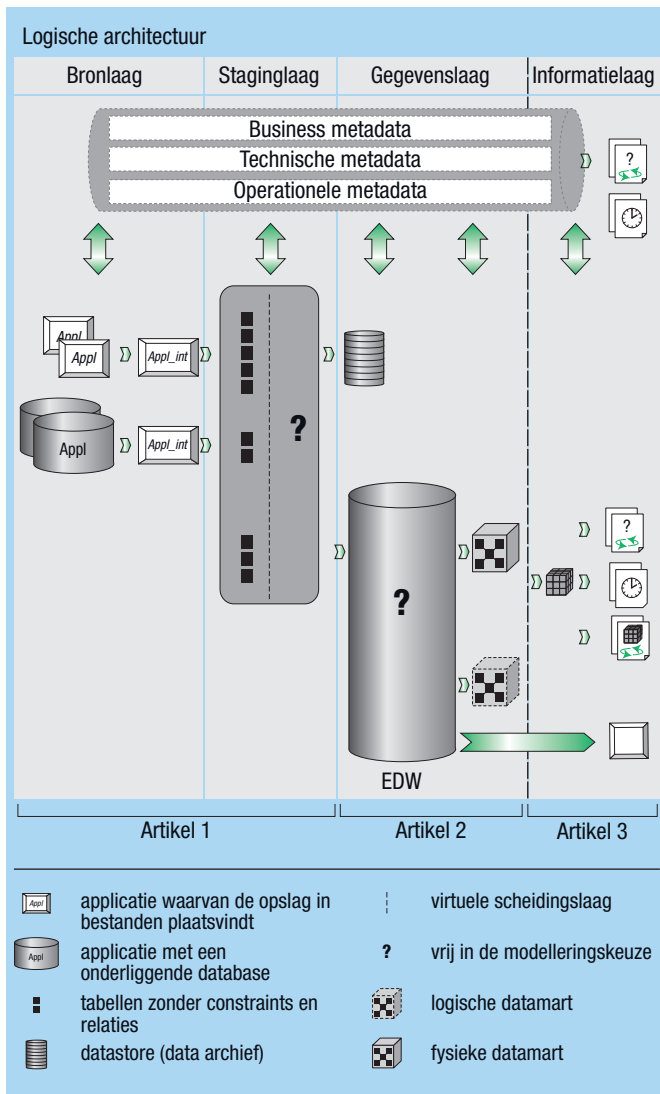 Logische architectuur
Bronlaag
Staginglaag
Gegevenslaag
Informatielaag
Business metadata
Technische metadata
Operationele metadata
?
Appl
Appl
Appl_int
Appl
Appl_int
?
?
?
EDW
Artikel 1
Artikel 2
Artikel 3
Appl
applicatie waarvan de opslag in
bestanden plaatsvindt
Appl
applicatie met een
onderliggende database
tabellen zonder constraints en
relaties
datastore (data archief)
virtuele scheidingslaag
?
vrij in de modelleringskeuze
logische datamart
fysieke datamart